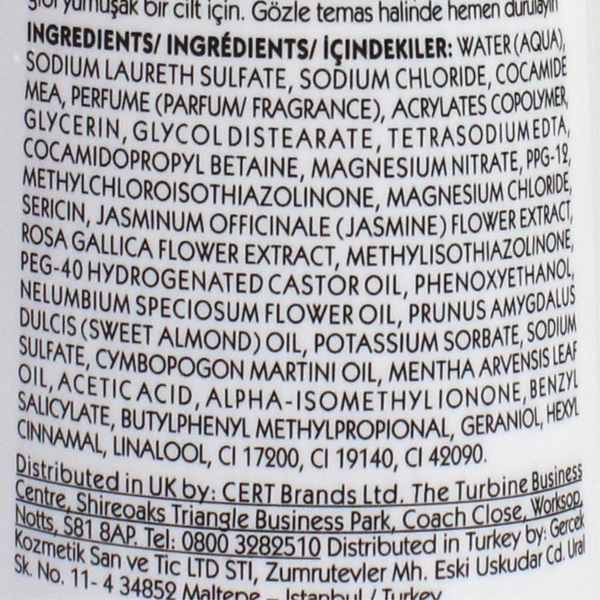 yumuşak bir cilt için. Gözle temas halinde hemen durulayın
INGREDIENTS/ INGRÉDIENTS/ İÇİNDEKILER: WATER (AQUA),
SODIUM LAURETH SULFATE, SODIUM CHLORIDE, COCAMIDE
MEA, PERFUME (PARFUM/ FRAGRANCE), ACRYLATES COPOLYMER,
GLYCERIN, GLYCOL DISTEARATE, TETRASODIUM EDTA,
COCAMIDOPROPYL BETAINE, MAGNESIUM NITRATE, PPG-12,
METHYLCHLOROISOTHIAZOLINONE, MAGNESIUM CHLORIDE,
SERICIN, JASMINUM OFFICINALE (JASMINE) FLOWER EXTRACT,
ROSA GALLICA FLOWER EXTRACT, METHYLISOTHIAZOLINONE,
PEG-40 HYDROGENATED CASTOR OIL, PHENOXYETHANOL,
NELUMBIUM SPECIOSUM FLOWER OIL, PRUNUS AMYGDALUS
DULCIS (SWEET ALMOND) OIL, POTASSIUM SORBATE, SODIUM
SULFATE, CYMBOPOGON MARTINI OIL, MENTHA ARVENSIS LEAF
OIL, ACETIC ACID, ALPHA-ISOMETHYL IONONE, BENZYL
SALICYLATE, BUTYLPHENYL METHYLPROPIONAL, GERANIOL, HEXYL
CINNAMAL, LINALOOL, CI 17200, CI 19140, CI 42090.
Distributed in UK by: CERT Brands Ltd. The Turbine Business
Centre, Shireoaks Triangle Business Park, Coach Close, Worksop,
Notts, S81 8AP. Tel: 0800 3289510 Distributed in Turkey by: Gercek
Kozmetik San ve Tic LTD STI, Zumrutevler Mh. Eski Uskudar Cd. Ural
Sk. No. 11- 4 34852 Maltepe – Istanbul / Turkey